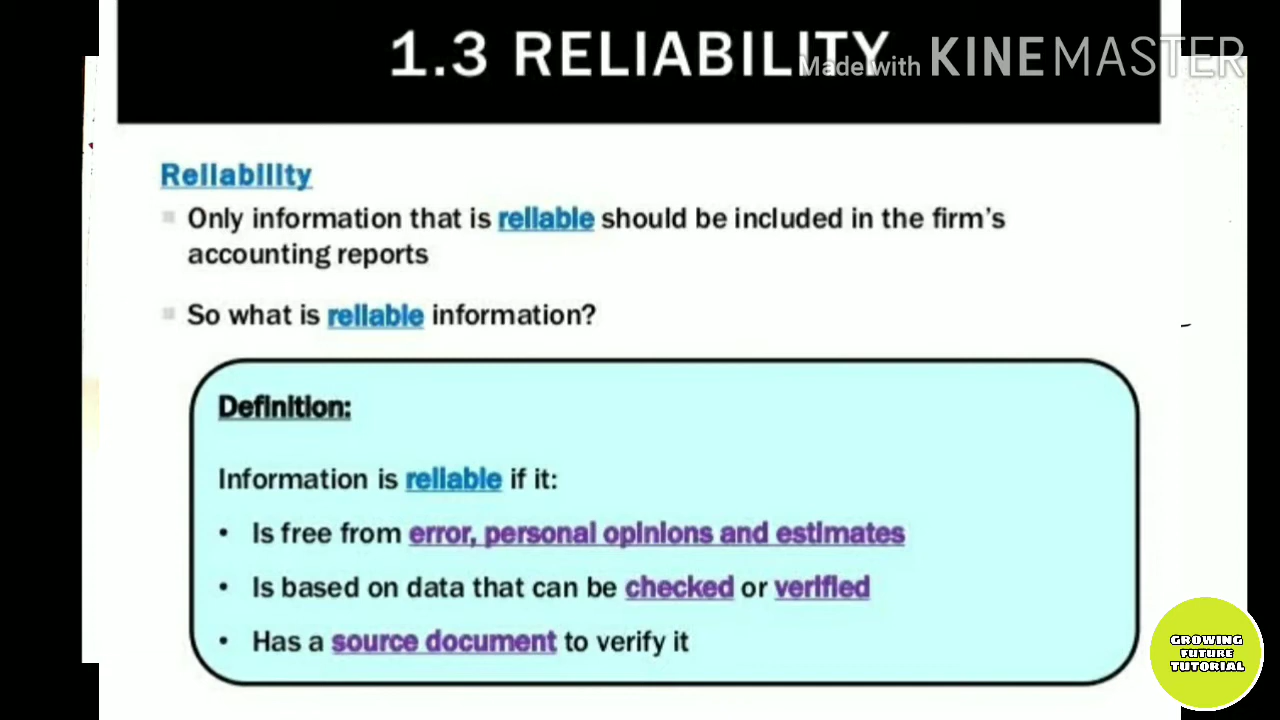 1.3 RELIABILITY
Made with KINEMASTER
Reliability
Only information that is reliable should be included in the firm's
accounting reports
So what is reliable information?
Definition:
Information is reliable if it:
• Is free from error, personal opinions and estimates
• Is based on data that can be checked or verified
• Has a source document to verify it
GROWING
FUTURE
TUTORIAL